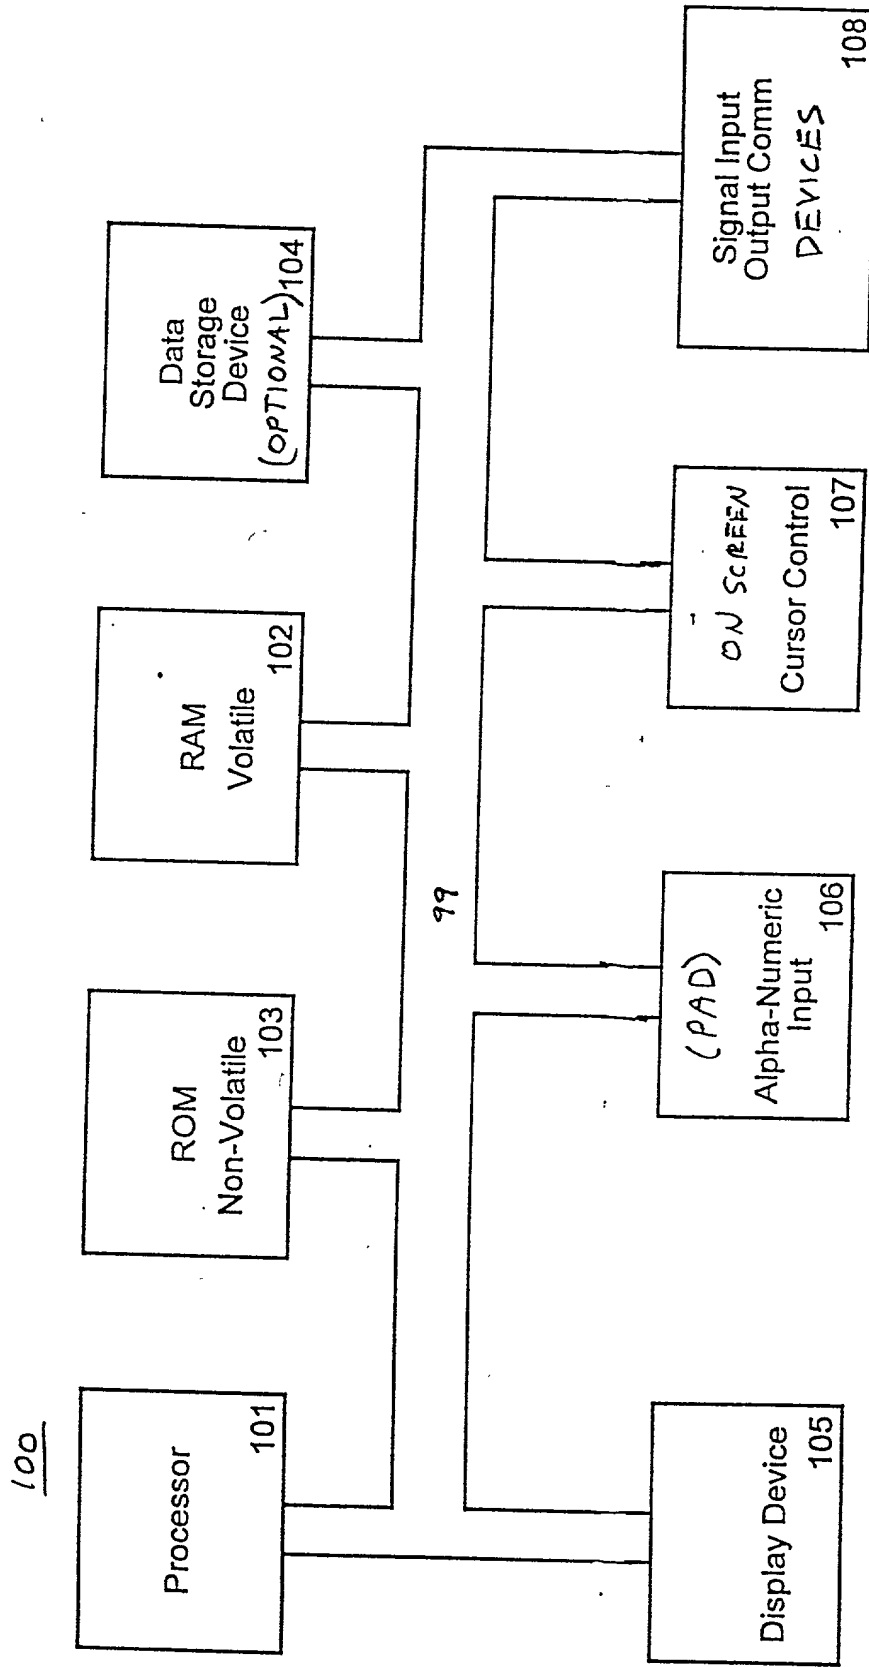 100
Processor
101
ROM
Non-Volatile
103
RAM
Volatile
102
Data
Storage
Device
(OPTIONAL)
104
99
Display Device
105
(PAD)
Alpha-Numeric
Input
106
ON SCREEN
Cursor Control
107
Signal Input
Output Comm
DEVICES
108